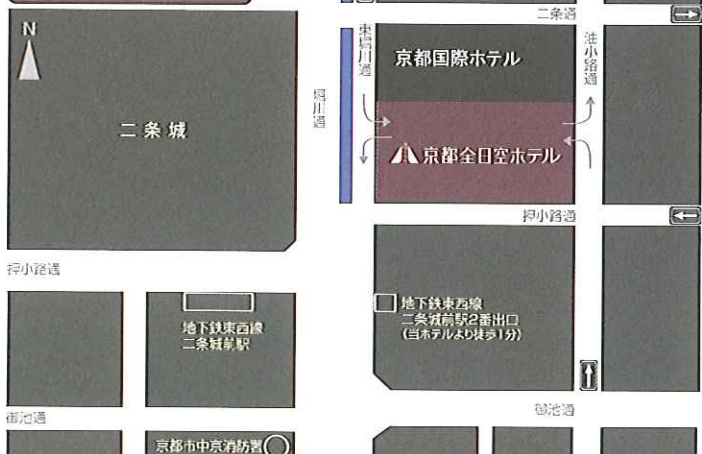 N
二条通
東堀川通
油小路通
京都国際ホテル
堀川通
二条城
京都全日空ホテル
押小路通
押小路通
地下鉄東西線
二条城前駅2番出口
(当ホテルより徒歩1分)
地下鉄東西線
二条城前駅
御池通
御池通
京都市中京消防署